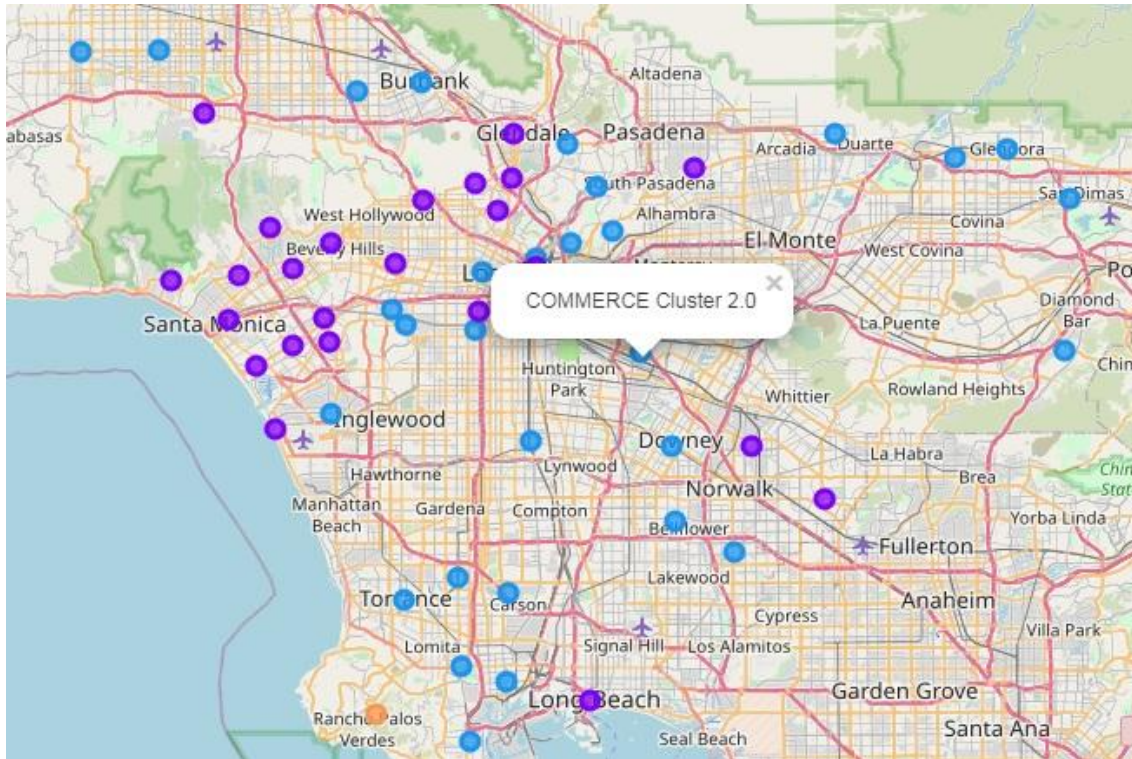 Burbank
Altadena
abasas
Glendale
Pasadena
Arcadia
Duarte
Glendora
South Pasadena
San Dimas
West Hollywood
Alhambra
Covina
Beverly Hills
El Monte
West Covina
Monterey
Po
COMMERCE Cluster 2.0
×
Diamond
Bar
Santa Monica
La Puente
Huntington
Park
Chin
Whittier
Rowland Heights
Inglewood
Downey
La Habra
Lynwood
Hawthorne
Brea
Chin
Stat
Norwalk
Manhattan
Beach
Gardena
Compton
Yorba Linda
Bellflower
Fullerton
Lakewood
Torrance
Carson
Anaheim
Cypress
Villa Park
Lomita
Signal Hill
Los Alamitos
Long Beach
Garden Grove
Rancho Palos
Verdes
Santa Ana
Seal Beach